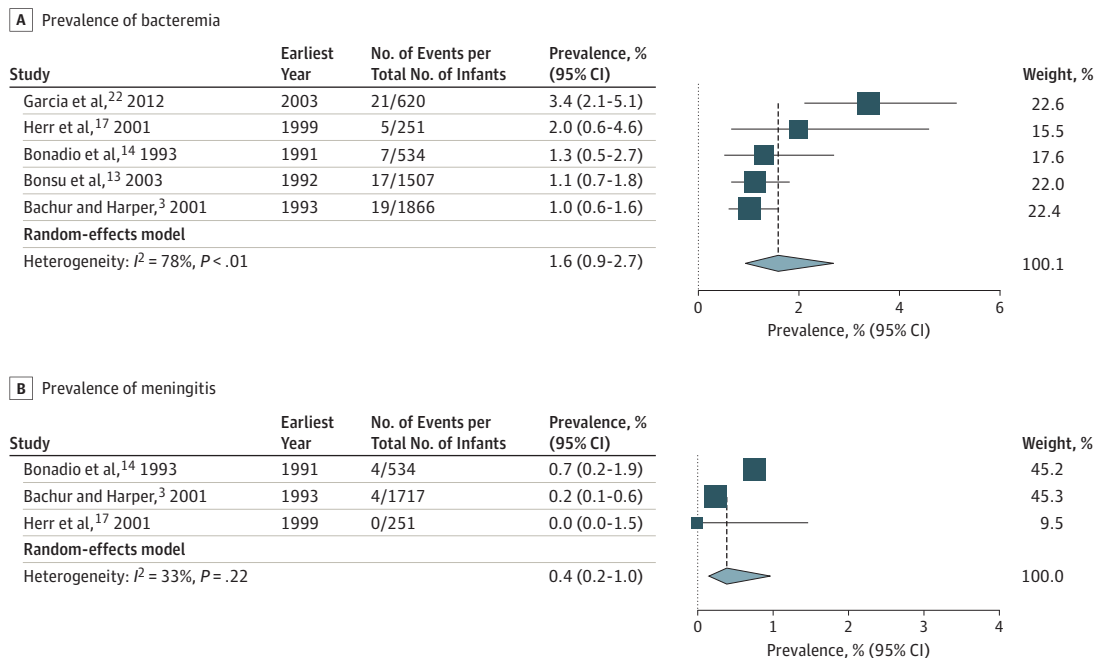 A Prevalence of bacteremia
Study Earliest Year No. of Events per Total No. of Infants Prevalence, % (95% CI) Weight, %
Garcia et al,22 2012 2003 21/620 3.4 (2.1-5.1) 22.6
Herr et al,17 2001 1999 5/251 2.0 (0.6-4.6) 15.5
Bonadio et al,14 1993 1991 7/534 1.3 (0.5-2.7) 17.6
Bonsu et al,13 2003 1992 17/1507 1.1 (0.7-1.8) 22.0
Bachur and Harper,3 2001 1993 19/1866 1.0 (0.6-1.6) 22.4
Random-effects model
Heterogeneity: I2 = 78%, P < .01 1.6 (0.9-2.7) 100.1
0 2 4 6
Prevalence, % (95% CI)
B Prevalence of meningitis
Study Earliest Year No. of Events per Total No. of Infants Prevalence, % (95% CI) Weight, %
Bonadio et al,14 1993 1991 4/534 0.7 (0.2-1.9) 45.2
Bachur and Harper,3 2001 1993 4/1717 0.2 (0.1-0.6) 45.3
Herr et al,17 2001 1999 0/251 0.0 (0.0-1.5) 9.5
Random-effects model
Heterogeneity: I2 = 33%, P = .22 0.4 (0.2-1.0) 100.0
0 1 2 3 4
Prevalence, % (95% CI)